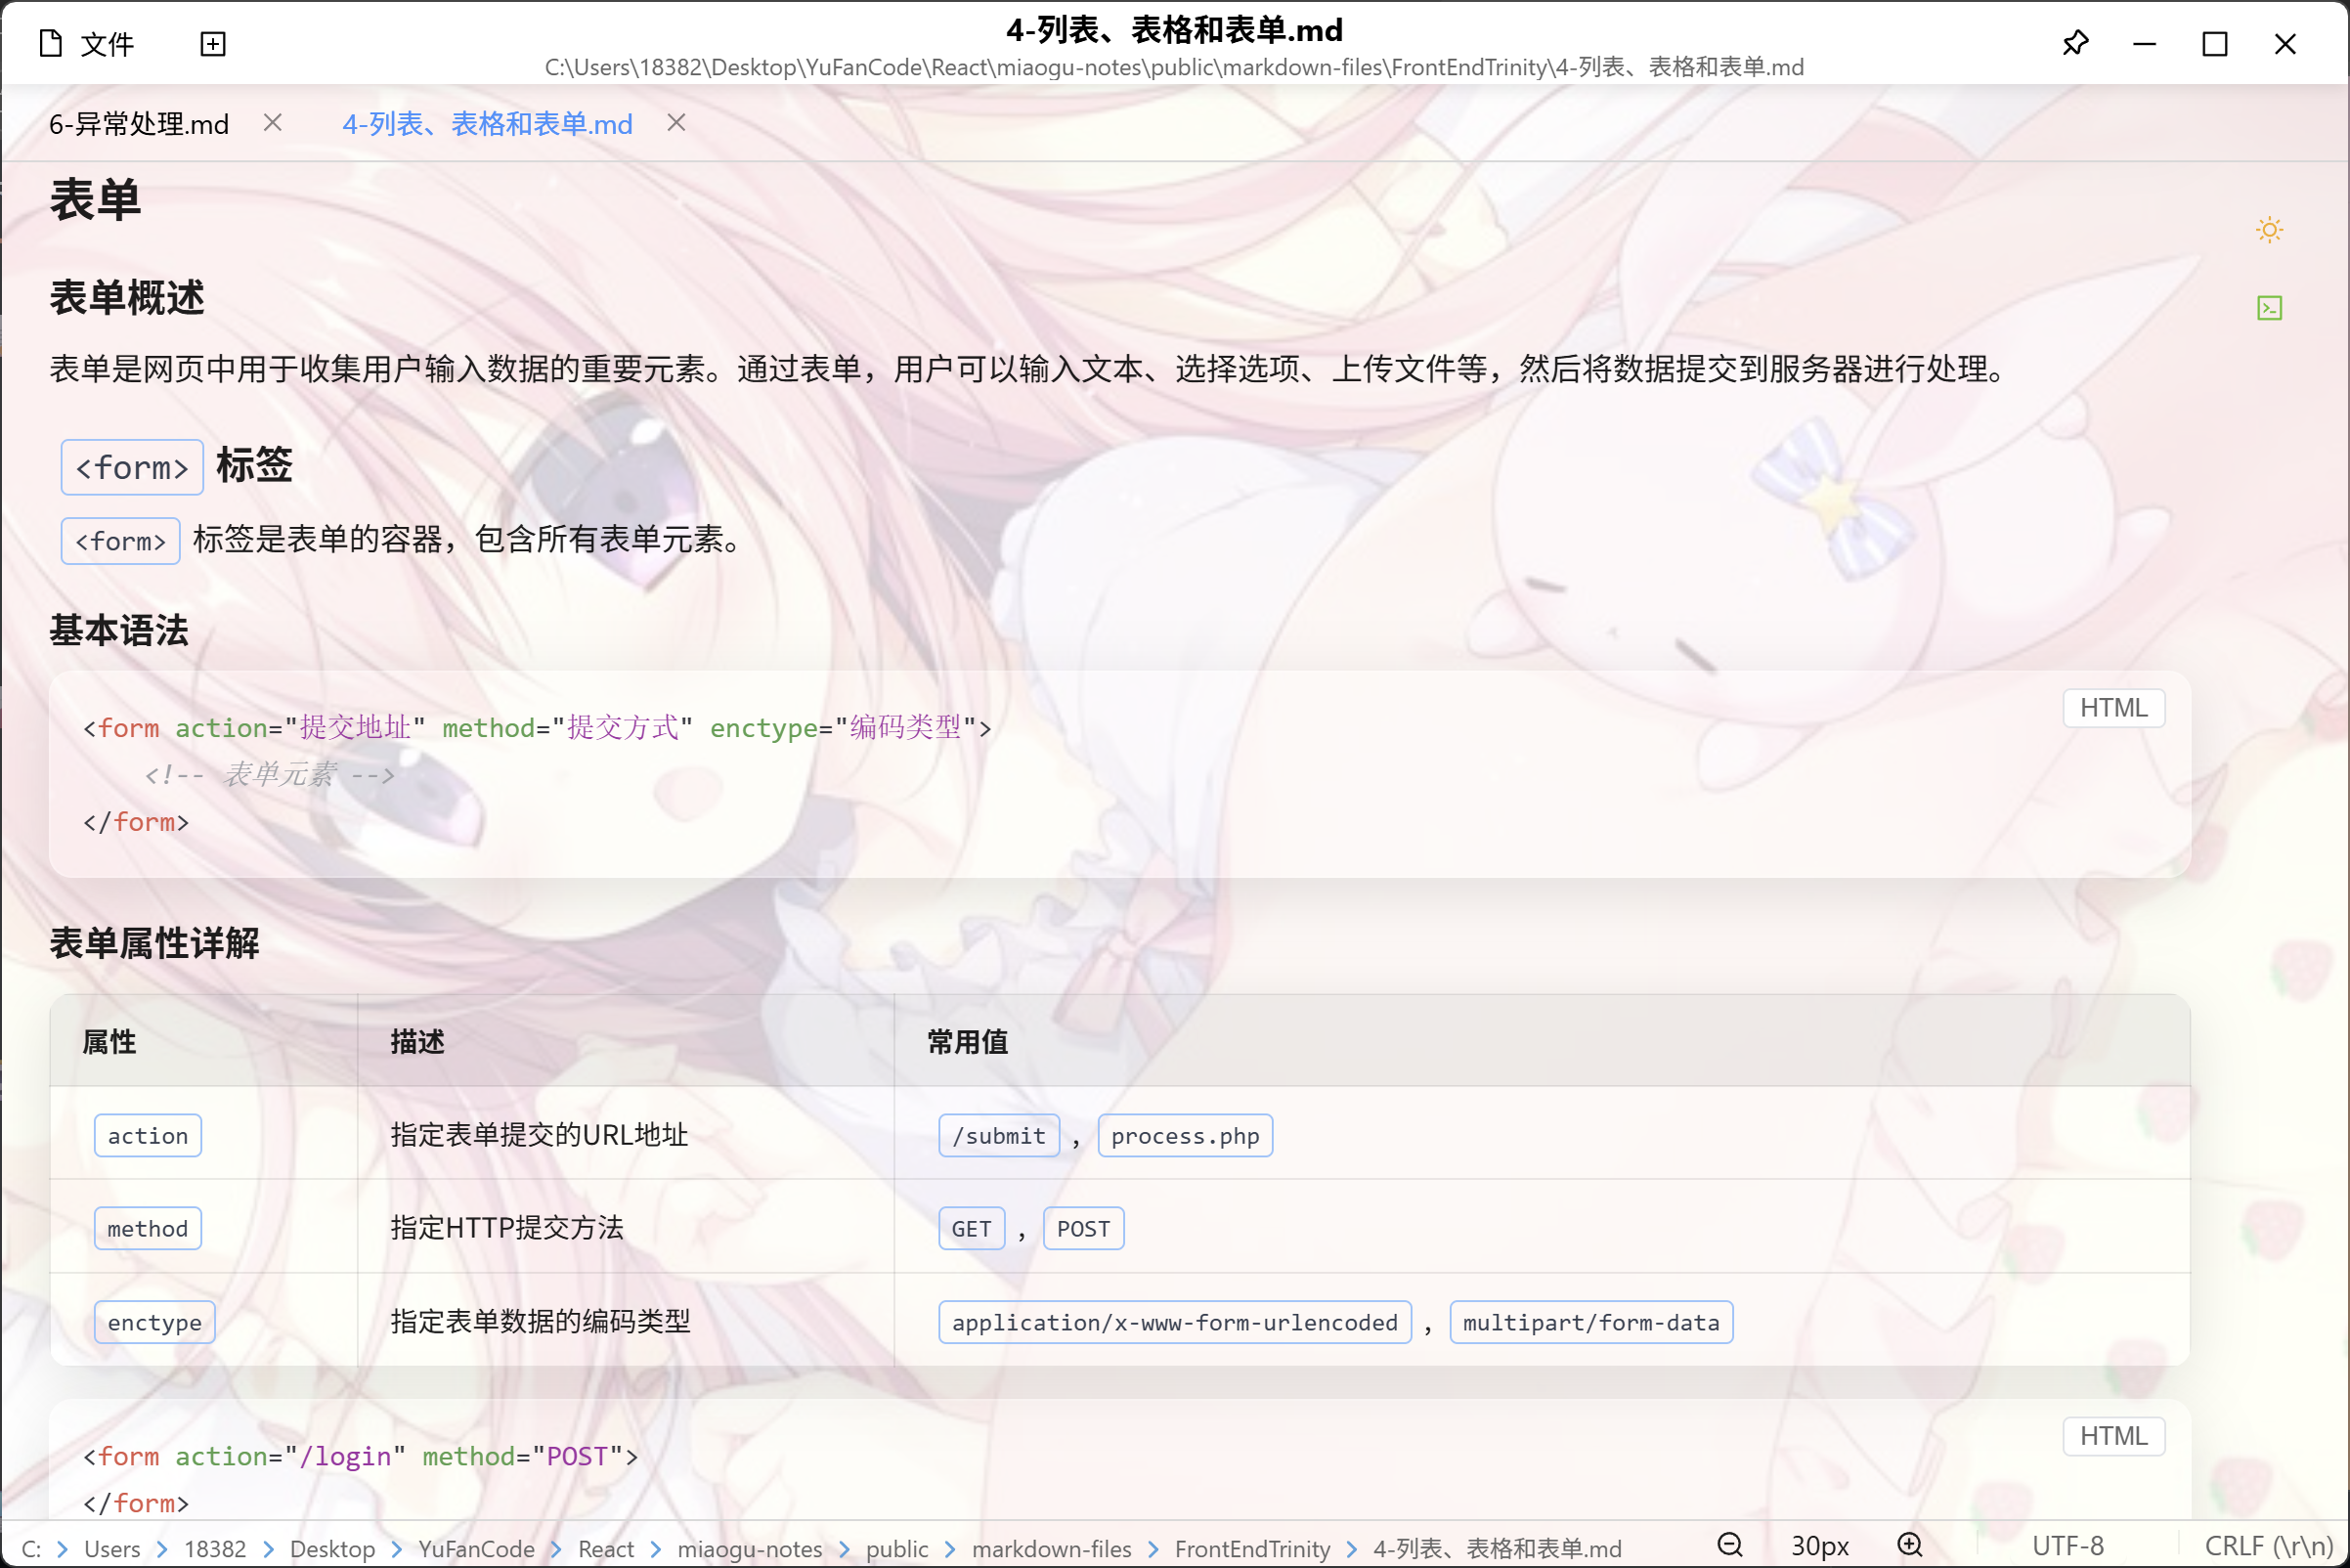 文件
4-列表、表格和表单.md
C:\Users\18382\Desktop\YuFanCode\React\miaogu-notes\public\markdown-files\FrontEndTrinity\4-列表、表格和表单.md
6-异常处理.md 4-列表、表格和表单.md
表单
表单概述
表单是网页中用于收集用户输入数据的重要元素。通过表单，用户可以输入文本、选择选项、上传文件等，然后将数据提交到服务器进行处理。
<form> 标签
<form> 标签是表单的容器，包含所有表单元素。
基本语法
HTML
<form action="提交地址" method="提交方式" enctype="编码类型">
<!-- 表单元素 -->
</form>
表单属性详解
属性 描述 常用值
action 指定表单提交的URL地址 /submit , process.php
method 指定HTTP提交方法 GET , POST
enctype 指定表单数据的编码类型 application/x-www-form-urlencoded , multipart/form-data
HTML
<form action="/login" method="POST">
</form>
C: > Users > 18382 > Desktop > YuFanCode > React > miaogu-notes > public > markdown-files > FrontEndTrinity > 4-列表、表格和表单.md 30px UTF-8 CRLF (\r\n)